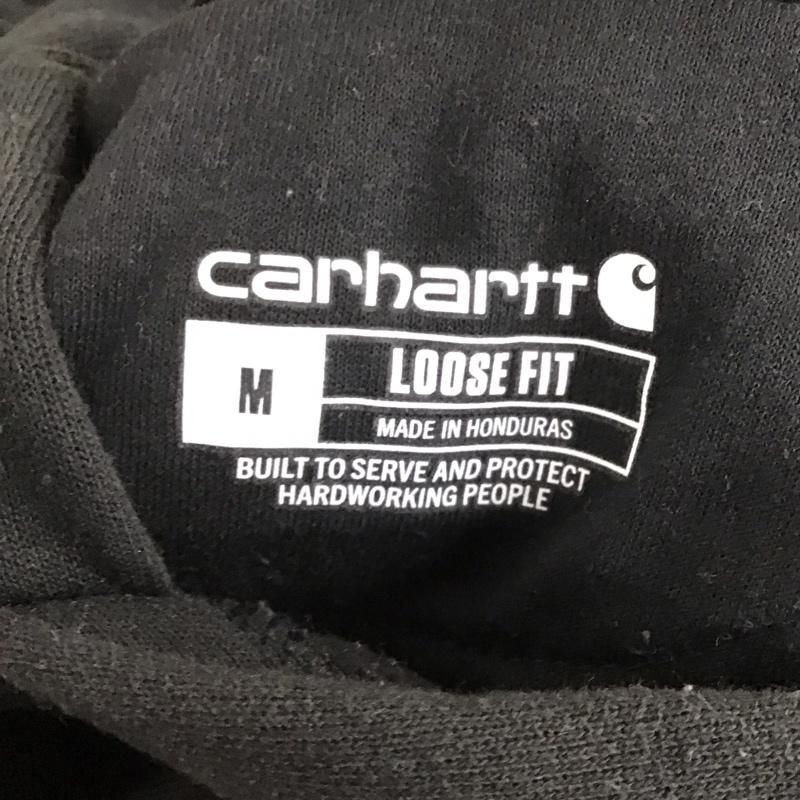 carhartt
M
LOOSE FIT
MADE IN HONDURAS
BUILT TO SERVE AND PROTECT
HARDWORKING PEOPLE